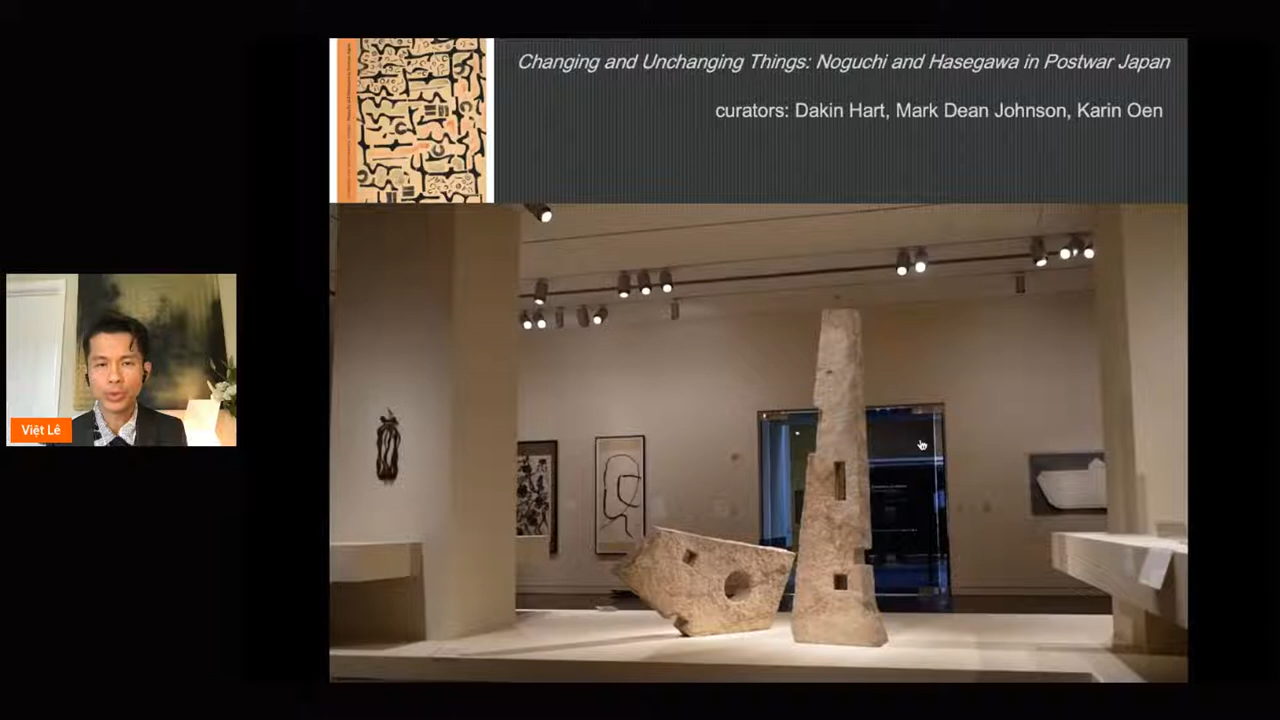 Changing and Unchanging Things: Noguchi and Hasegawa in Postwar Japan
curators: Dakin Hart, Mark Dean Johnson, Karin Oen
Việt Lê